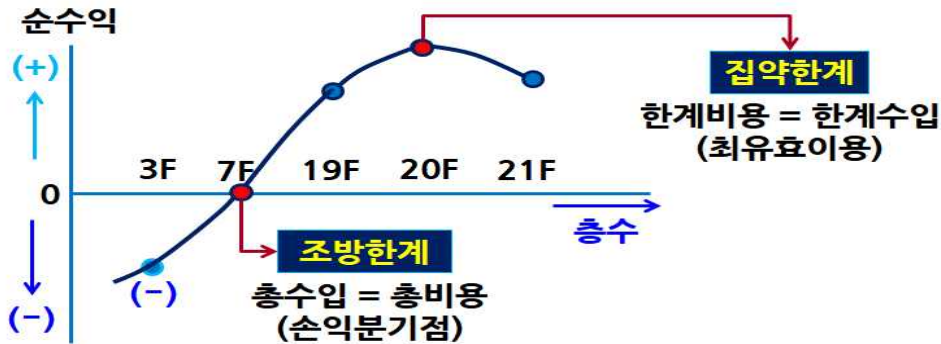 순수익
(+)
집약한계
한계비용 = 한계수입
(최유효이용)
3F 7F 19F 20F 21F
0
층수
조방한계
(-)
총수입 = 총비용
(-)
(손익분기점)